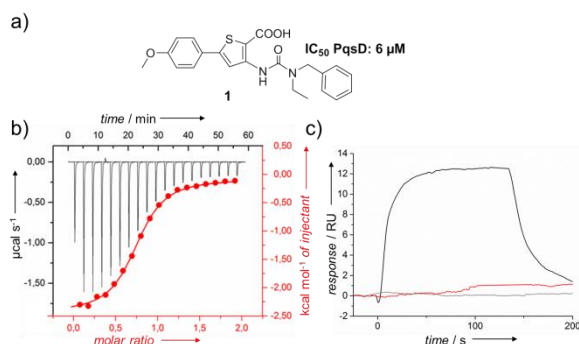 a)
COOH
S
O
O
NH
N
IC50 PqsD: 6 µM
1
b)
time / min
0 10 20 30 40 50 60
0,00
-0,50
-1,00
-1,50
µcal s⁻¹
0,50
0,00
-0,50
-1,00
-1,50
-2,00
-2,50
kcal mol⁻¹ of injectant
0,0 0,5 1,0 1,5 2,0
molar ratio
c)
14
12
10
8
6
4
2
0
-2
response / RU
0 100 200
time / s